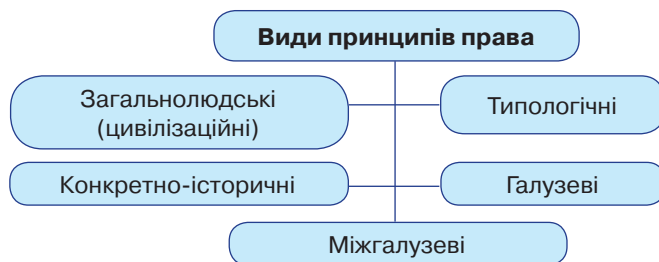 Види принципів права
Загальнолюдські
(цивілізаційні)
Типологічні
Конкретно-історичні
Галузеві
Міжгалузеві